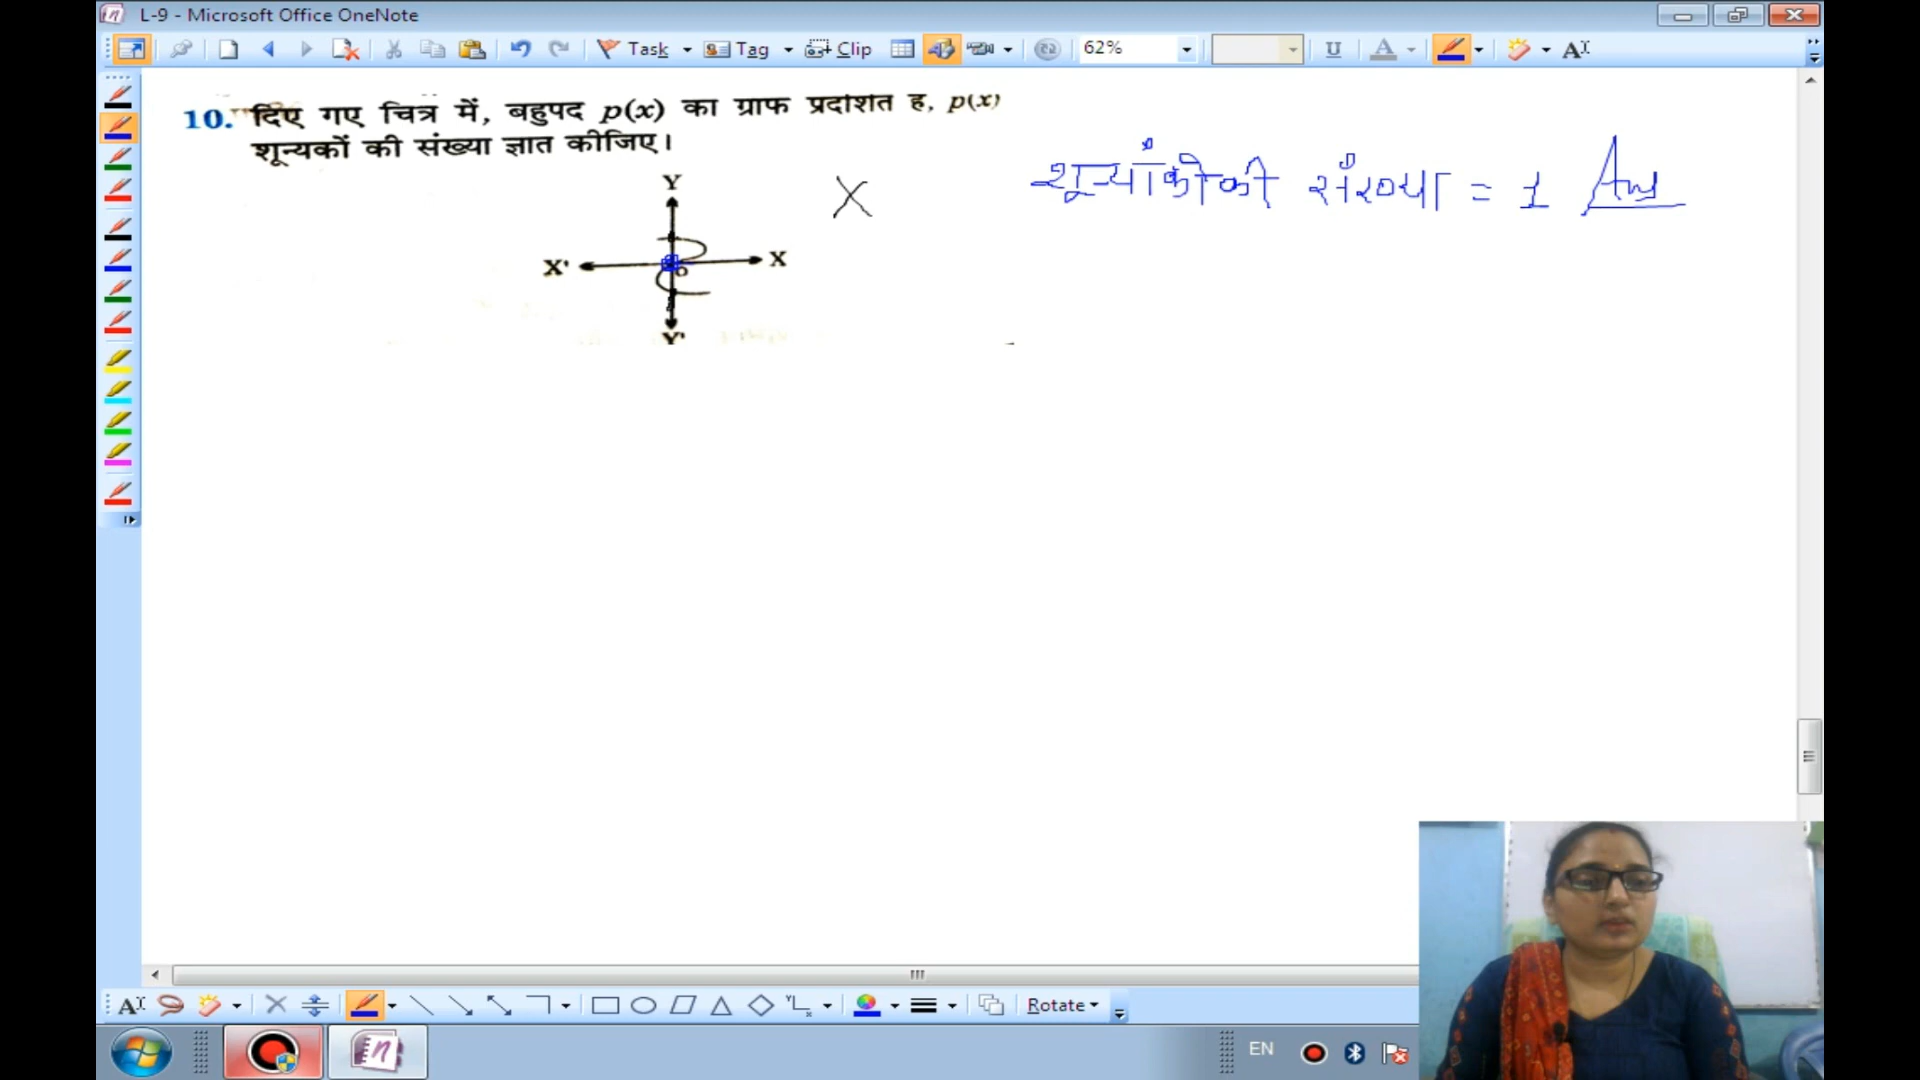 L-9 - Microsoft Office OneNote
Task Tag Clip 62% U A
10. दिए गए चित्र में, बहुपद p(x) का ग्राफ प्रदर्शित है, p(x)
शून्यकों की संख्या ज्ञात कीजिए।
Y
X' X
O
Y'
X
शून्यांको की संख्या = 1 Ans
Rotate
EN